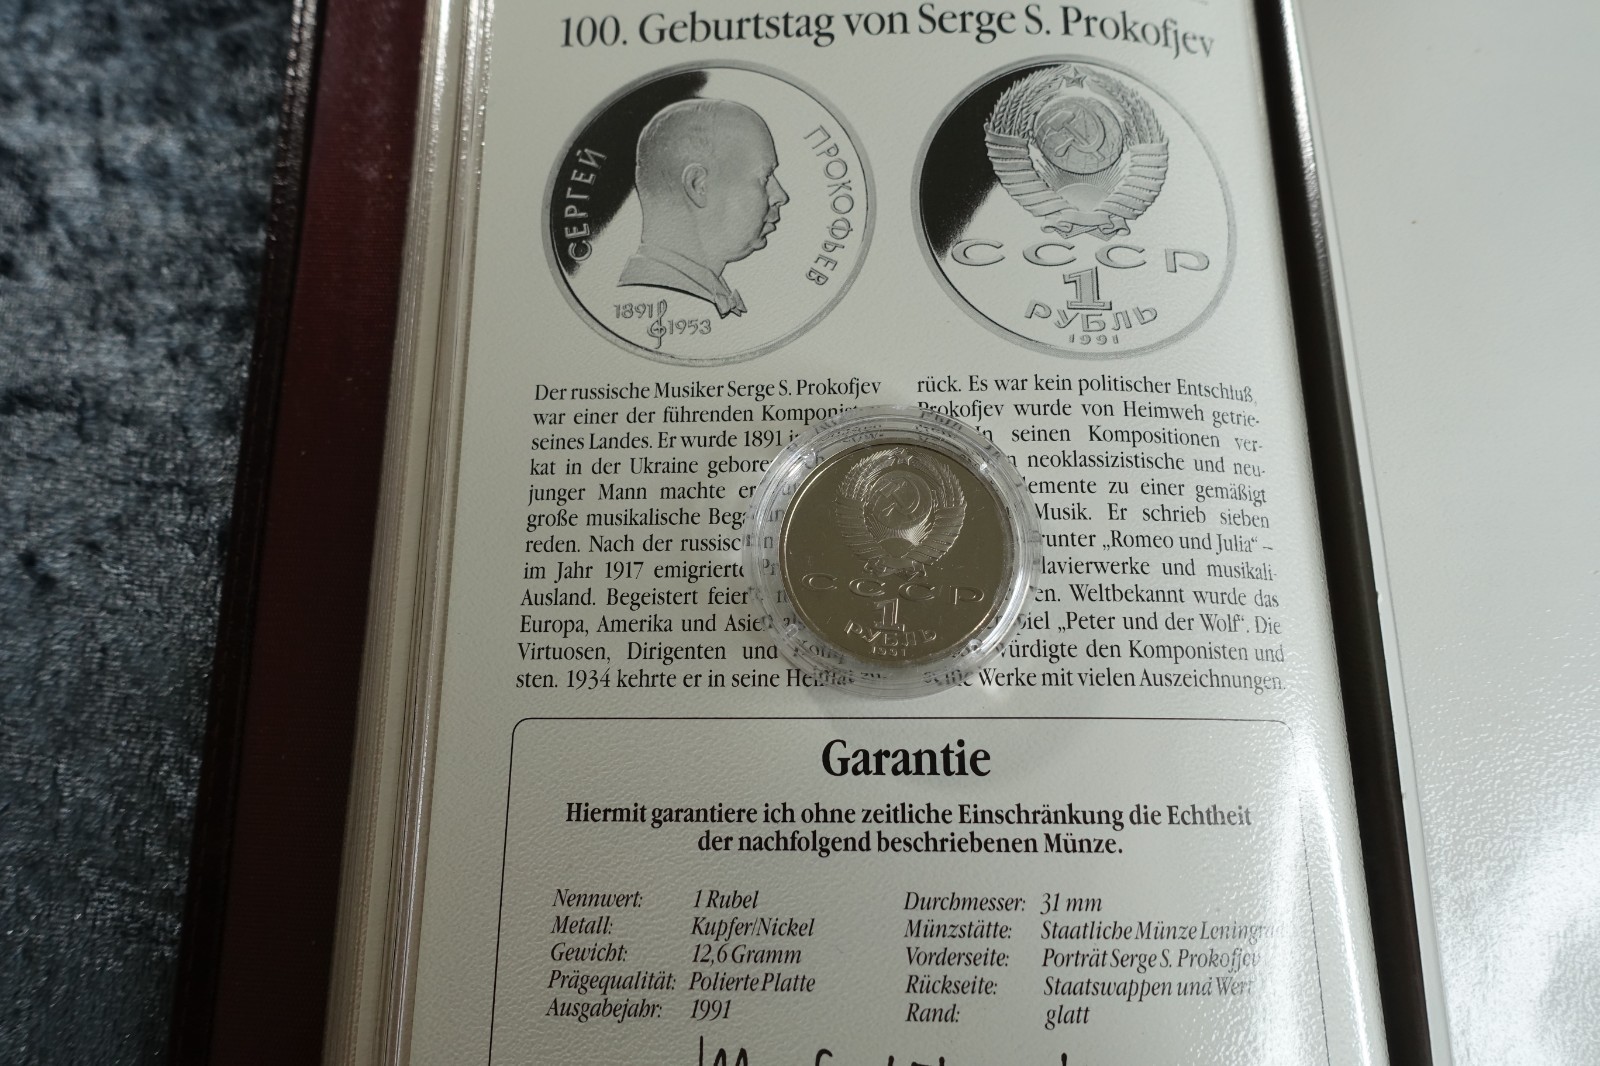 100. Geburtstag von Serge S. Prokofjev
СЕРГЕЙ
ПРОКОФЬЕВ
1891
1953
СССР
1
РУБЛЬ
1991
Der russische Musiker Serge S. Prokofjev
war einer der führenden
seines Landes. Er wurde 1891
kat in der Ukraine
junger Mann machte
große musikalische
reden. Nach der
im Jahr 1917
Ausland. Begeistert
Europa, Amerika und
Virtuosen, Dirigenten und
sten. 1934 kehrte er in seine
rück. Es war kein politischer Entschluß,
Prokofjev wurde von Heimweh getrie-
In seinen Kompositionen ver-
neoklassizistische und neu-
zu einer gemäßigt
Musik. Er schrieb sieben
„Romeo und Julia“ –
und musikali-
Weltbekannt wurde das
„Peter und der Wolf“. Die
würdigte den Komponisten und
seine Werke mit vielen Auszeichnungen.
СССР
1
РУБЛЬ
1991
Garantie
Hiermit garantiere ich ohne zeitliche Einschränkung die Echtheit
der nachfolgend beschriebenen Münze.
Nennwert: 1 Rubel
Metall: Kupfer/Nickel
Gewicht: 12,6 Gramm
Prägequalität: Polierte Platte
Ausgabejahr: 1991
Durchmesser: 31 mm
Münzstätte: Staatliche Münze Leningrad
Vorderseite: Porträt Serge S. Prokofjev
Rückseite: Staatswappen und Wert
Rand: glatt